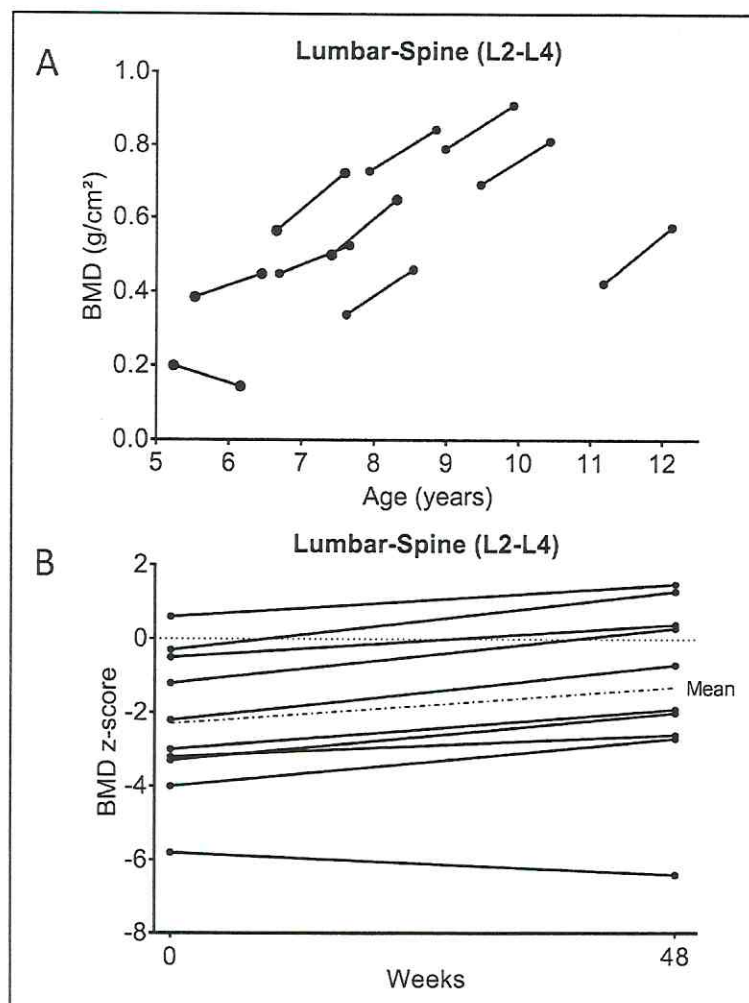 A
Lumbar-Spine (L2-L4)
1.0
0.8
0.6
0.4
0.2
0.0
BMD (g/cm²)
5 6 7 8 9 10 11 12
Age (years)
B
Lumbar-Spine (L2-L4)
2
0
-2
-4
-6
-8
BMD z-score
Mean
0 48
Weeks